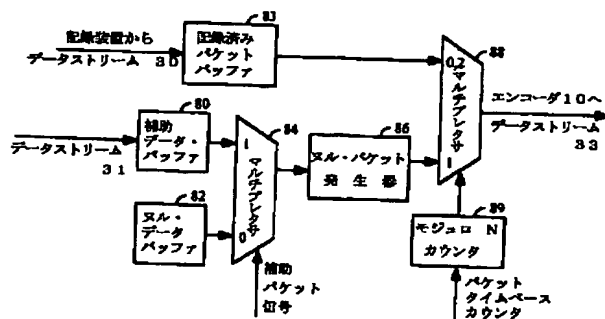 83
記録装置から
データストリーム 30
記録済み
パケット
バッファ
88
0,2
マルチプレクサ
1
エンコーダ10へ
データストリーム
33
80
補助
データ・
バッファ
データストリーム
31
84
1
マルチプレクサ
0
86
ヌル・パケット
発生器
82
ヌル・
データ
バッファ
89
モジュロ N
カウンタ
補助
パケット
信号
パケット
タイムベース
カウンタ